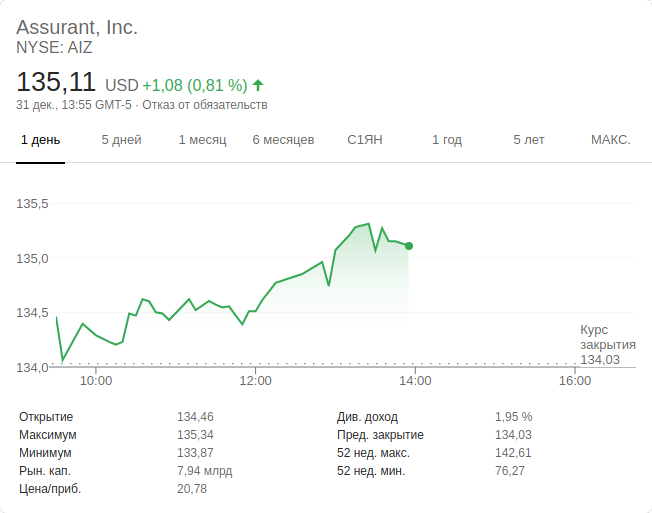 Assurant, Inc.
NYSE: AIZ
135,11 USD +1,08 (0,81 %)
31 дек., 13:55 GMT-5 · Отказ от обязательств
1 день 5 дней 1 месяц 6 месяцев С1ЯН 1 год 5 лет МАКС.
135,5
135,0
134,5
134,0
Курс
закрытия
134,03
10:00 12:00 14:00 16:00
Открытие 134,46
Максимум 135,34
Минимум 133,87
Рын. кап. 7,94 млрд
Цена/приб. 20,78
Див. доход 1,95 %
Пред. закрытие 134,03
52 нед. макс. 142,61
52 нед. мин. 76,27